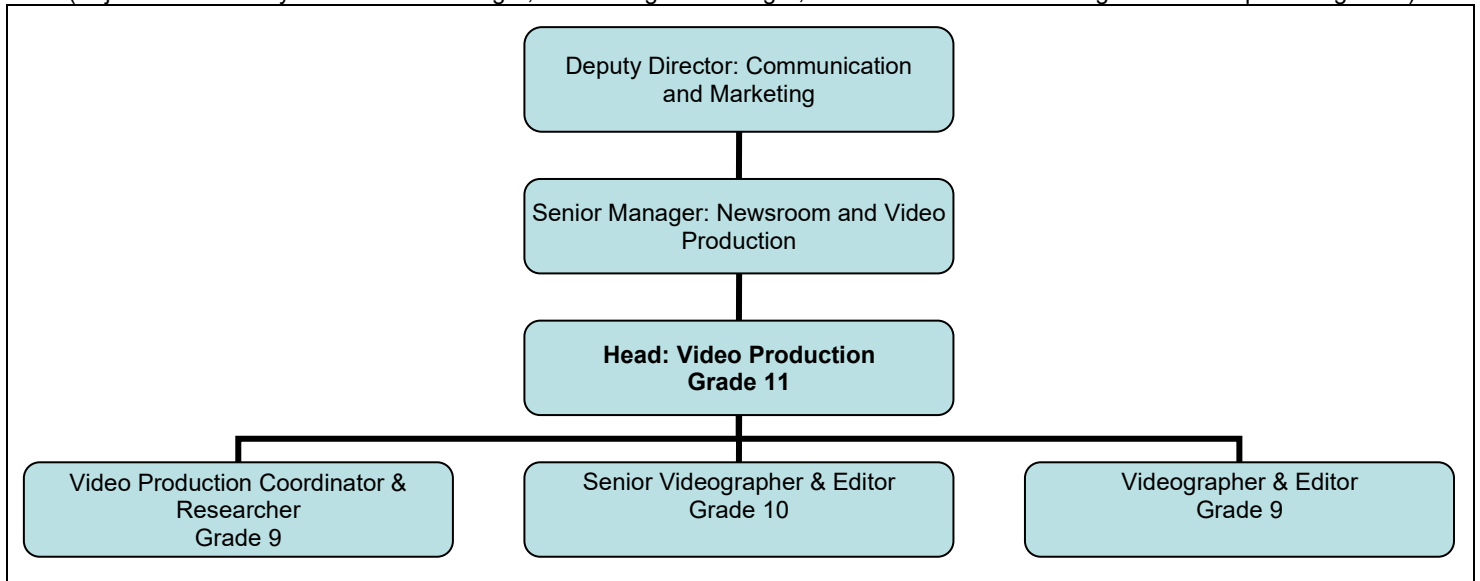 Deputy Director: Communication
and Marketing
Senior Manager: Newsroom and Video
Production
Head: Video Production
Grade 11
Video Production Coordinator &
Researcher
Grade 9
Senior Videographer & Editor
Grade 10
Videographer & Editor
Grade 9